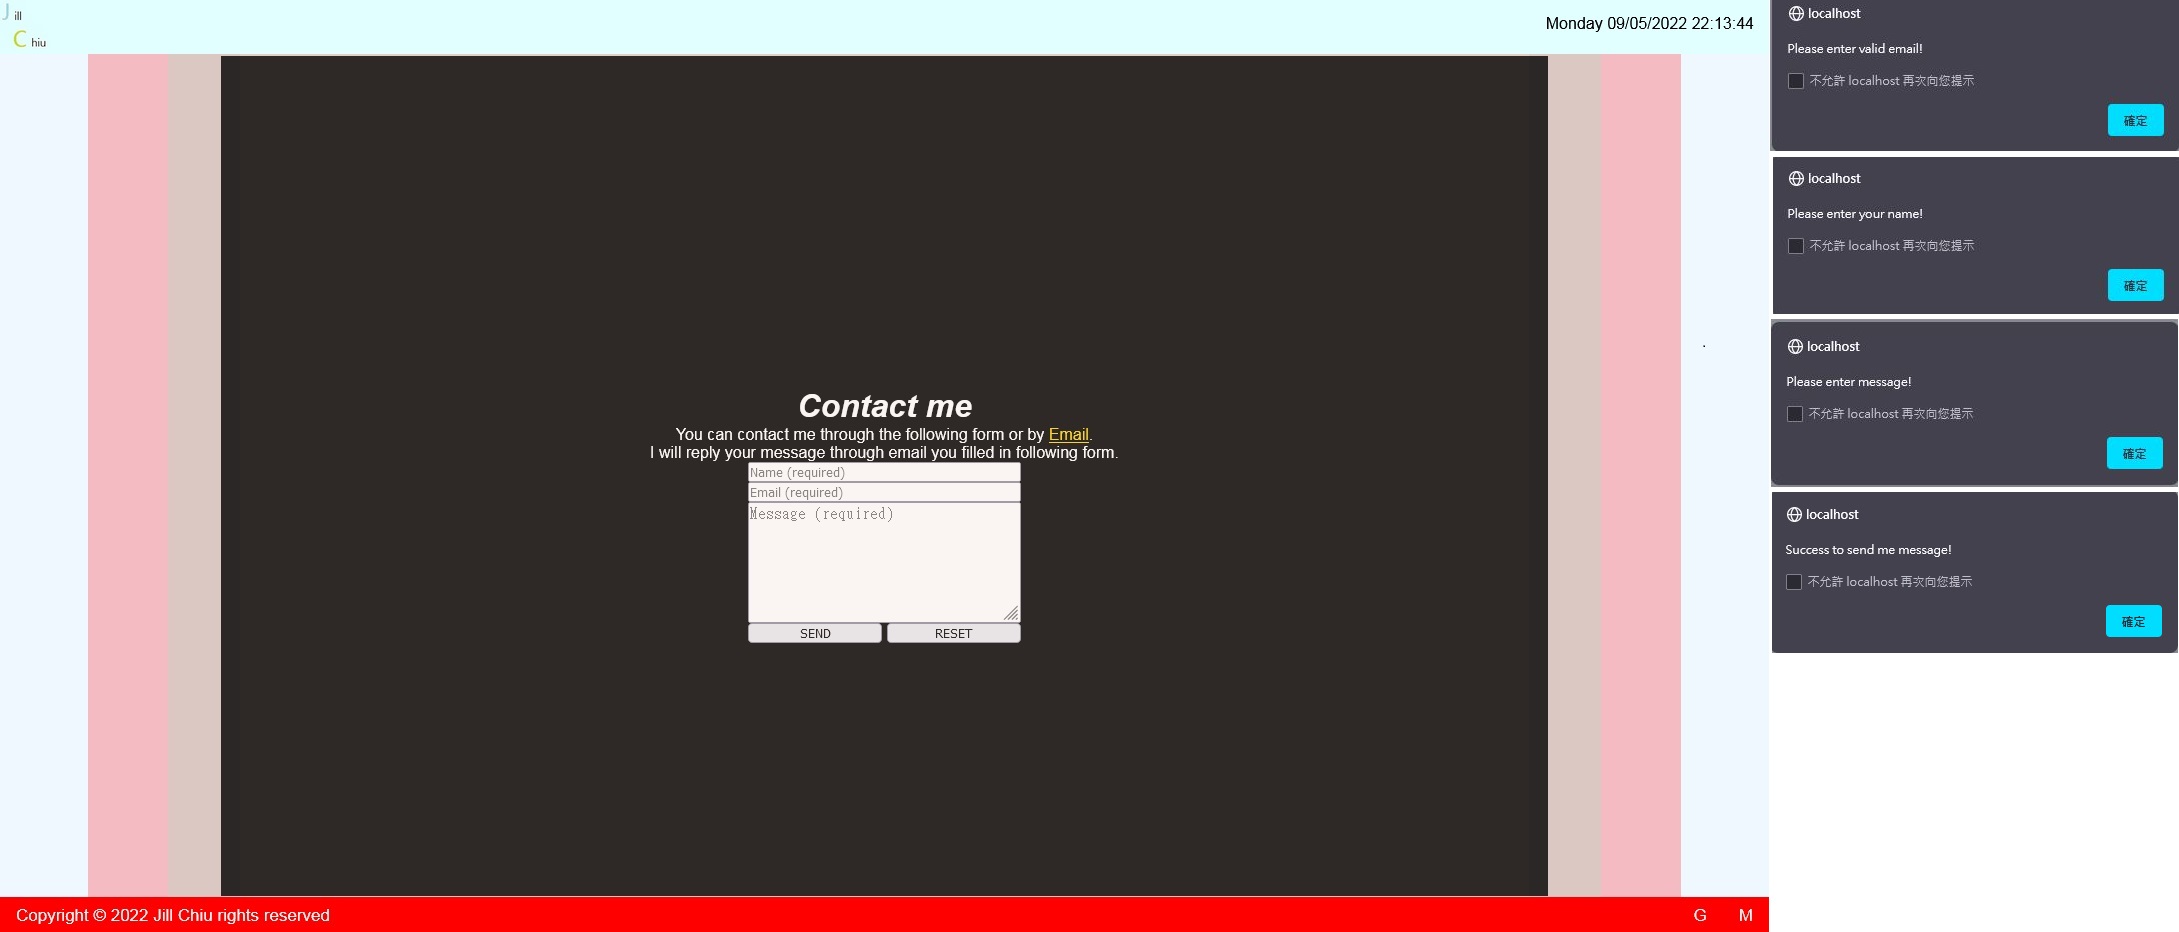 Jill
Chiu
Monday 09/05/2022 22:13:44
Contact me
You can contact me through the following form or by Email.
I will reply your message through email you filled in following form.
Name (required)
Email (required)
Message (required)
SEND RESET
Copyright © 2022 Jill Chiu rights reserved
G M
localhost
Please enter valid email!
不允許 localhost 再次向您提示
確定
localhost
Please enter your name!
不允許 localhost 再次向您提示
確定
localhost
Please enter message!
不允許 localhost 再次向您提示
確定
localhost
Success to send me message!
不允許 localhost 再次向您提示
確定